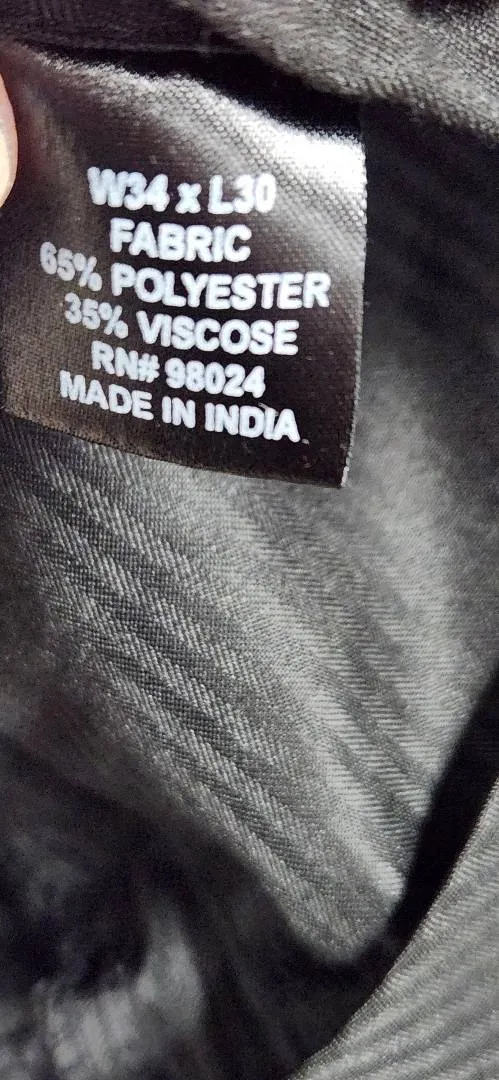 W34 x L30
FABRIC
65% POLYESTER
35% VISCOSE
RN# 98024
MADE IN INDIA